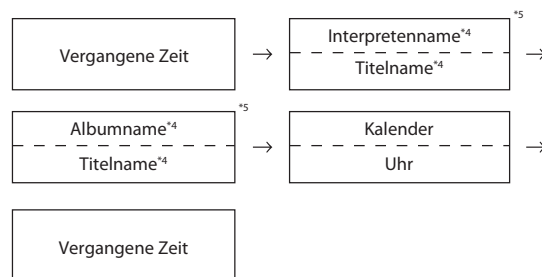 Vergangene Zeit
Interpretenname*4
Titelname*4
*5
Albumname*4
Titelname*4
*5
Kalender
Uhr
Vergangene Zeit